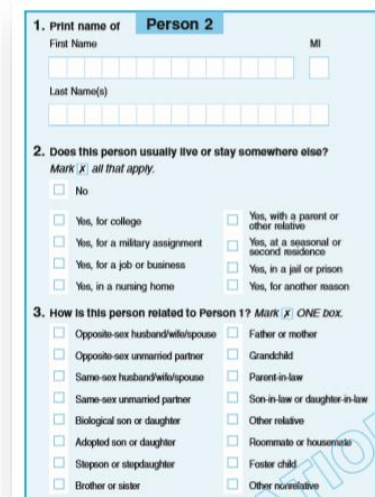 1. Print name of Person 2
First Name MI
Last Name(s)
2. Does this person usually live or stay somewhere else?
Mark X all that apply.
No
Yes, for college
Yes, for a military assignment
Yes, for a job or business
Yes, in a nursing home
Yes, with a parent or
other relative
Yes, at a seasonal or
second residence
Yes, in a jail or prison
Yes, for another reason
3. How is this person related to Person 1? Mark X ONE box.
Opposite-sex husband/wife/spouse
Opposite-sex unmarried partner
Same-sex husband/wife/spouse
Same-sex unmarried partner
Biological son or daughter
Adopted son or daughter
Stepson or stepdaughter
Brother or sister
Father or mother
Grandchild
Parent-in-law
Son-in-law or daughter-in-law
Other relative
Roommate or housemate
Foster child
Other nonrelative